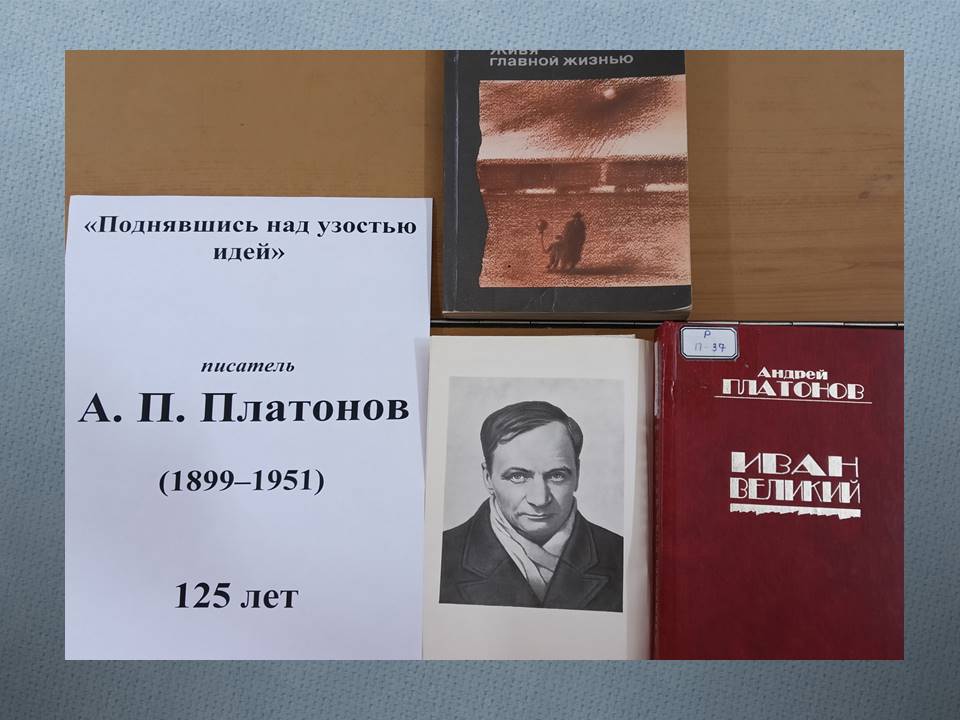 Живя
главной жизнью
«Поднявшись над узостью
идей»
писатель
А. П. Платонов
(1899–1951)
125 лет
Р
П-37
Андрей
ПЛАТОНОВ
ИВАН
ВЕЛИКИЙ